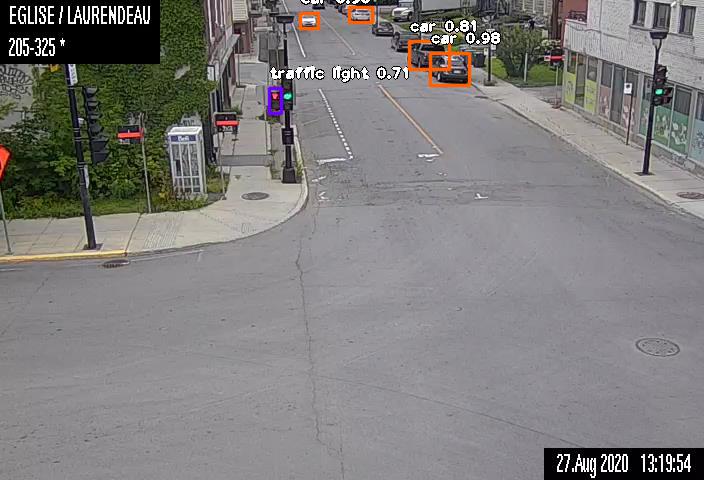 EGLISE / LAURENDEAU
205-325 *
car 0.81
car 0.98
traffic light 0.71
Bell
27.Aug 2020 13:19:54